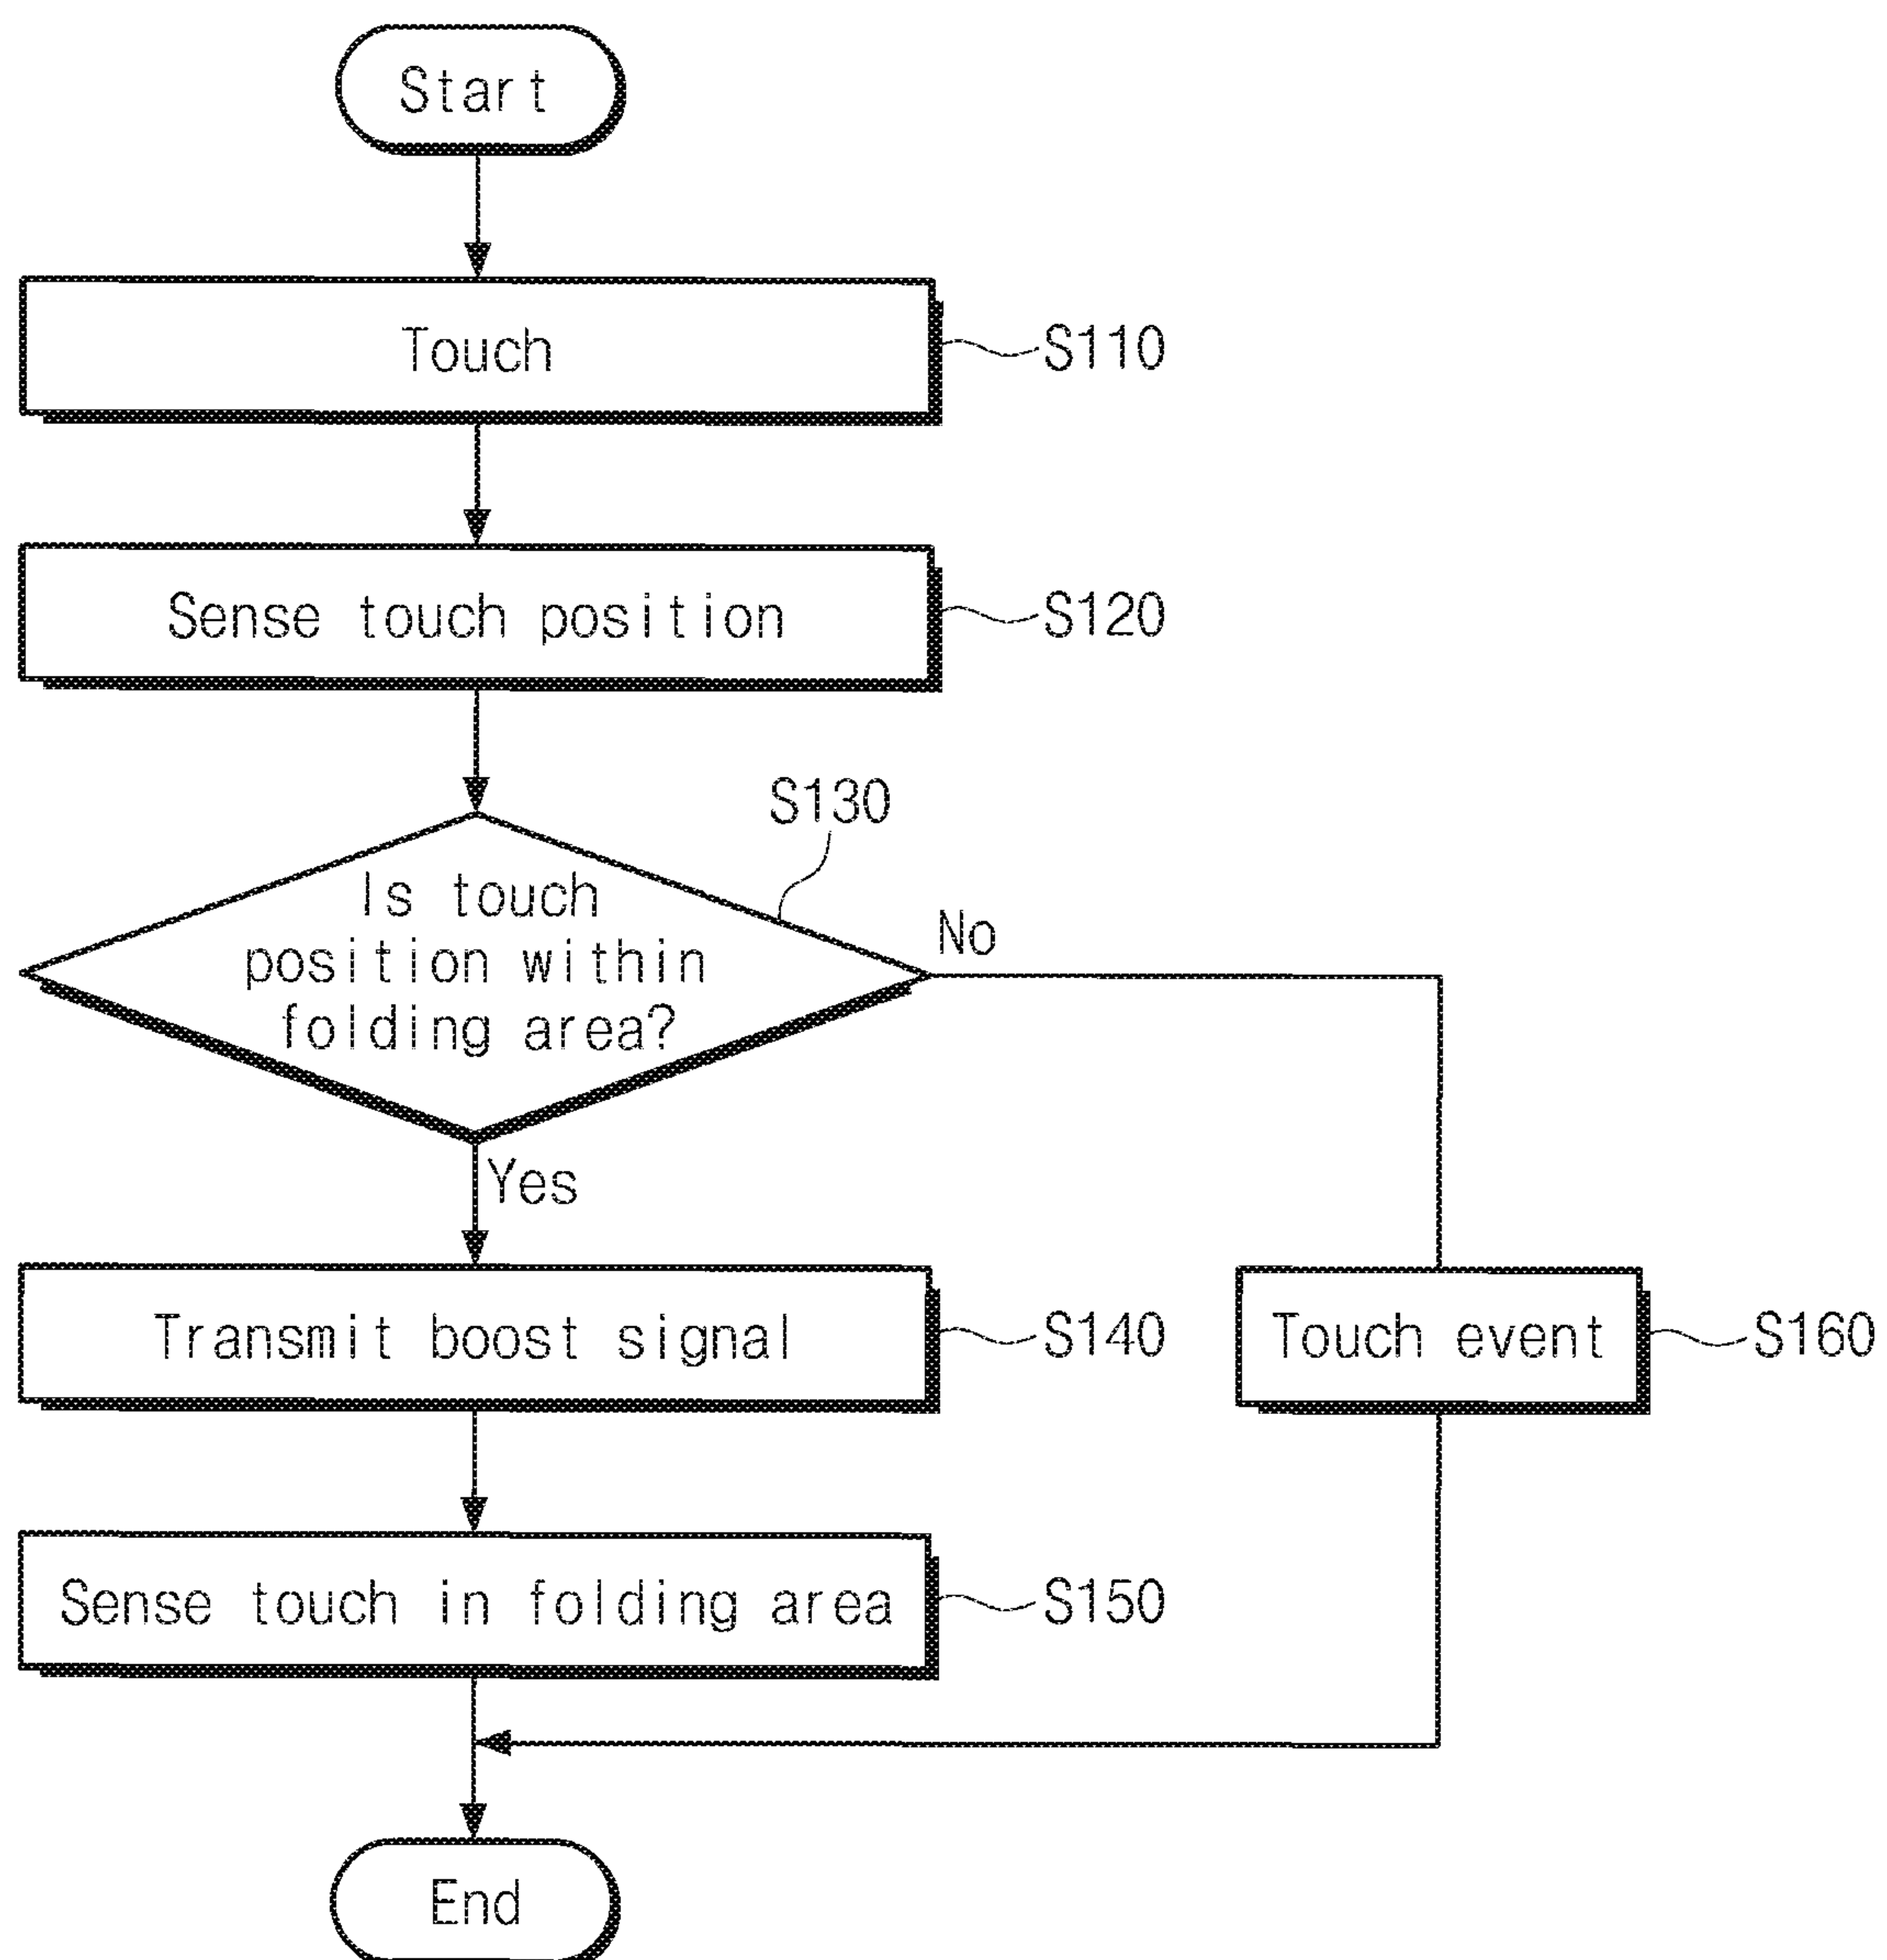 Start
Touch
S110
Sense touch position
S120
S130
Is touch
position within
folding area?
No
Yes
Transmit boost signal
S140
Touch event
S160
Sense touch in folding area
S150
End